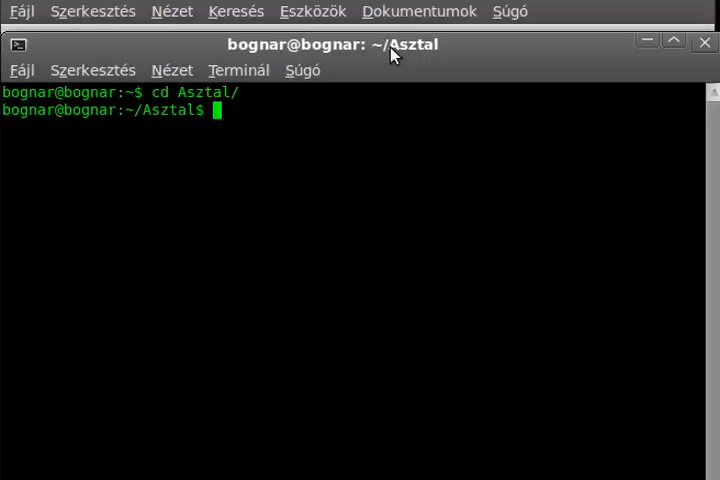 Fájl Szerkesztés Nézet Keresés Eszközök Dokumentumok Súgó
bognar@bognar: ~/Asztal
Fájl Szerkesztés Nézet Terminál Súgó
bognar@bognar:~$ cd Asztal/
bognar@bognar:~/Asztal$